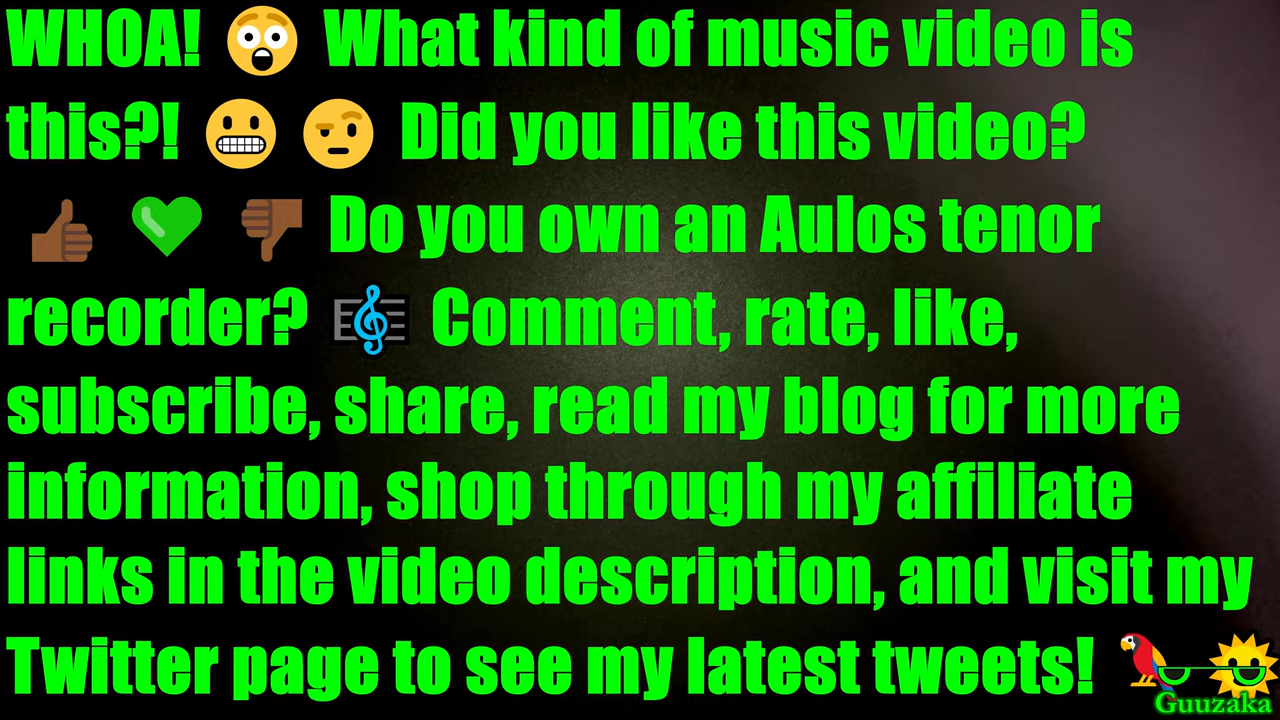 WHOA! 😲 What kind of music video is
this?! 😬 🤨 Did you like this video?
👍🏾 💚 👎🏾 Do you own an Aulos tenor
recorder? 🎼 Comment, rate, like,
subscribe, share, read my blog for more
information, shop through my affiliate
links in the video description, and visit my
Twitter page to see my latest tweets!
Guuzaka